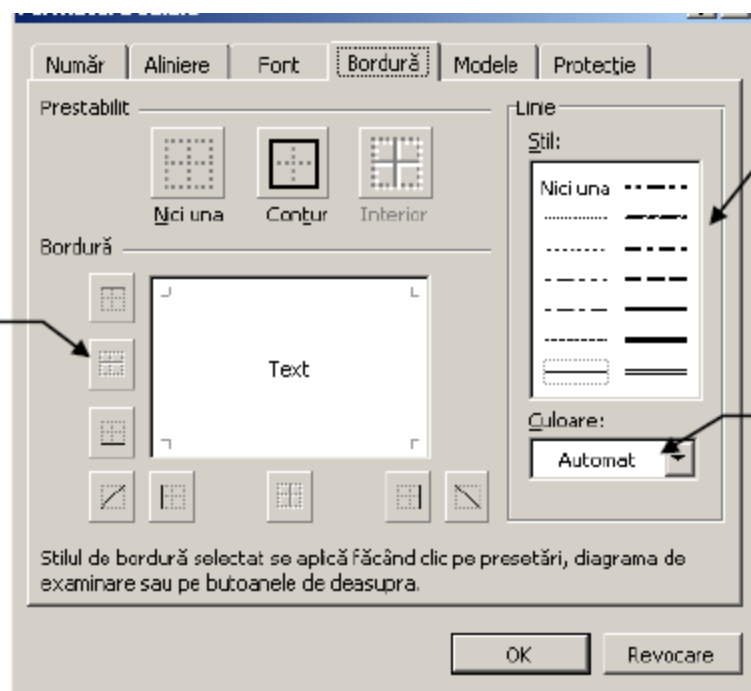 Număr Aliniere Font Bordură Modele Protecție
Prestabilit
Nici una Contur Interior
Bordură
Text
Linie
Stil:
Nici una
Culoare:
Automat
Stilul de bordură selectat se aplică făcând clic pe presetări, diagrama de
examinare sau pe butoanele de deasupra.
OK Revocare